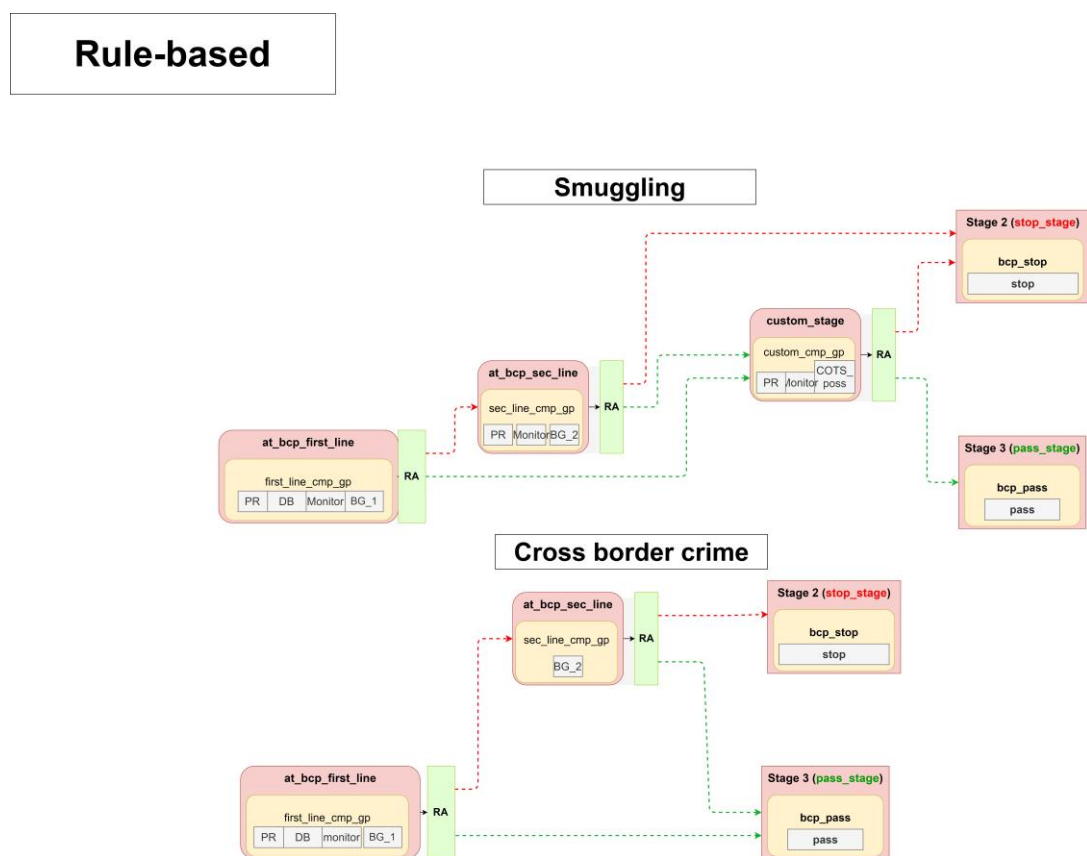 Rule-based
Smuggling
Stage 2 (stop_stage)
bcp_stop
stop
custom_stage
custom_cmp_gp
PR Monitor COTS_
poss
RA
at_bcp_sec_line
sec_line_cmp_gp
PR Monitor BG_2
RA
at_bcp_first_line
first_line_cmp_gp
PR DB Monitor BG_1
RA
Stage 3 (pass_stage)
bcp_pass
pass
Cross border crime
at_bcp_sec_line
sec_line_cmp_gp
BG_2
RA
Stage 2 (stop_stage)
bcp_stop
stop
at_bcp_first_line
first_line_cmp_gp
PR DB monitor BG_1
RA
Stage 3 (pass_stage)
bcp_pass
pass